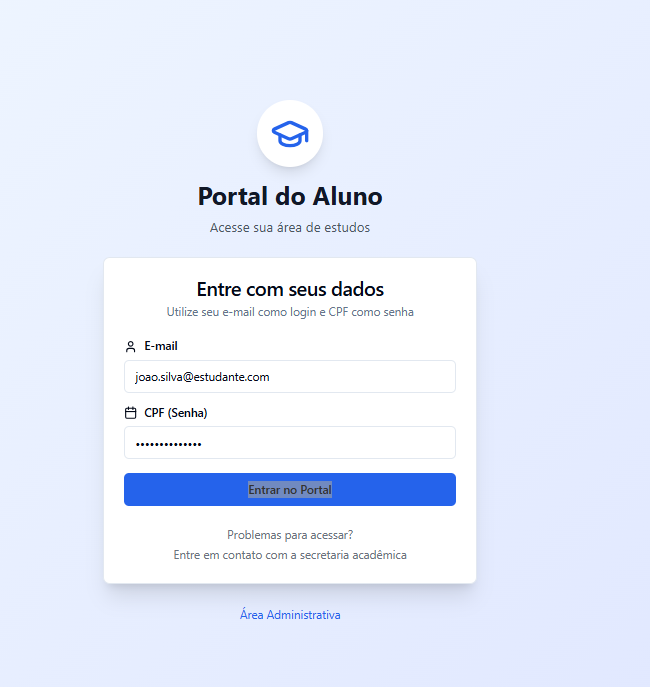 Portal do Aluno
Acesse sua área de estudos
Entre com seus dados
Utilize seu e-mail como login e CPF como senha
E-mail
joao.silva@estudante.com
CPF (Senha)
••••••••••••••
Entrar no Portal
Problemas para acessar?
Entre em contato com a secretaria acadêmica
Área Administrativa